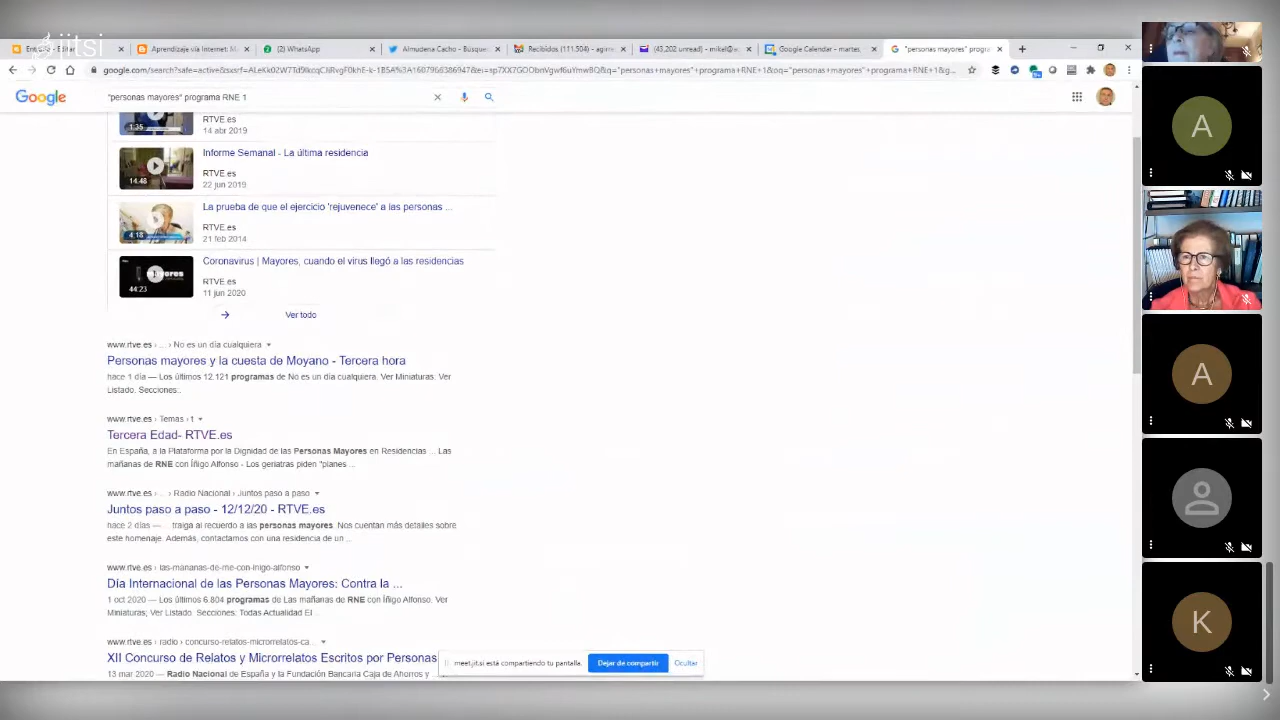 jitsi
Aprendizaje vía Internet: M
(2) WhatsApp
Almudena Cacho - Búsque
Recibidos (111.504) - agim
(43,202 unread) - mikel@
Google Calendar - martes,
"personas mayores" progra
"personas mayores" programa RNE 1
Google
RTVE.es
1:35
14 abr 2019
Informe Semanal - La última residencia
RTVE.es
14:48
22 jun 2019
La prueba de que el ejercicio 'rejuvenece' a las personas ...
RTVE.es
4:18
21 feb 2014
Coronavirus | Mayores, cuando el virus llegó a las residencias
RTVE.es
44:23
11 jun 2020
Ver todo
www.rtve.es › ... › No es un día cualquiera
Personas mayores y la cuesta de Moyano - Tercera hora
hace 1 día — Los últimos 12.121 programas de No es un día cualquiera. Ver Miniaturas: Ver
Listado. Secciones:.
www.rtve.es › Temas › t
Tercera Edad- RTVE.es
En España, a la Plataforma por la Dignidad de las Personas Mayores en Residencias ... Las
mañanas de RNE con Íñigo Alfonso - Los geriatras piden "planes ...
www.rtve.es › ... › Radio Nacional › Juntos paso a paso
Juntos paso a paso - 12/12/20 - RTVE.es
hace 2 días — ... traiga al recuerdo a las personas mayores. Nos cuentan más detalles sobre
este homenaje. Además, contactamos con una residencia de un ...
www.rtve.es › las-mananas-de-rne-con-inigo-alfonso
Día Internacional de las Personas Mayores: Contra la ...
1 oct 2020 — Los últimos 6.804 programas de Las mañanas de RNE con Íñigo Alfonso. Ver
Miniaturas; Ver Listado. Secciones: Todas Actualidad El ...
www.rtve.es › radio › concurso-relatos-microrrelatos-ca...
XII Concurso de Relatos y Microrrelatos Escritos por Personas
13 mar 2020 — Radio Nacional de España y la Fundación Bancaria Caja de Ahorros y
meet.jit.si está compartiendo tu pantalla.
Dejar de compartir
Ocultar
A
A
K